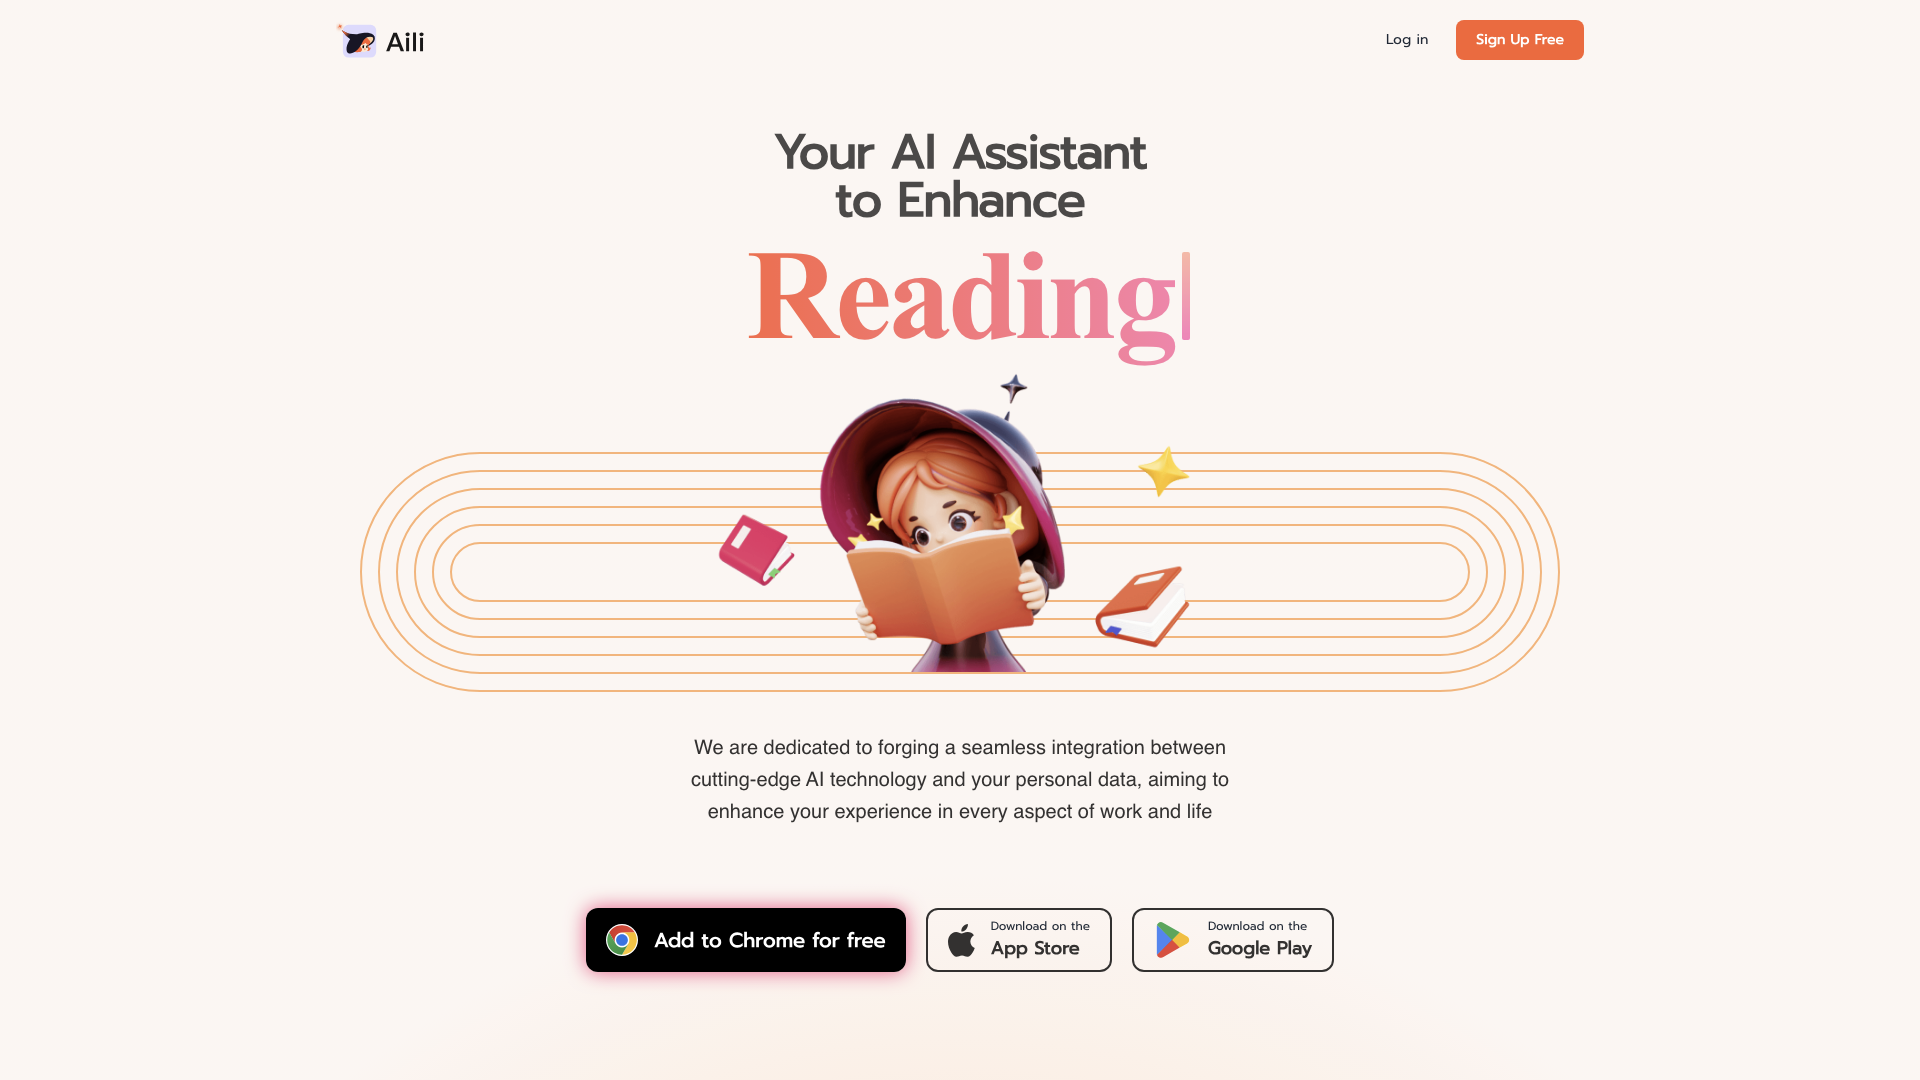 Aili
Log in
Sign Up Free
Your AI Assistant
to Enhance
Reading
We are dedicated to forging a seamless integration between
cutting-edge AI technology and your personal data, aiming to
enhance your experience in every aspect of work and life
Add to Chrome for free
Download on the
App Store
Download on the
Google Play